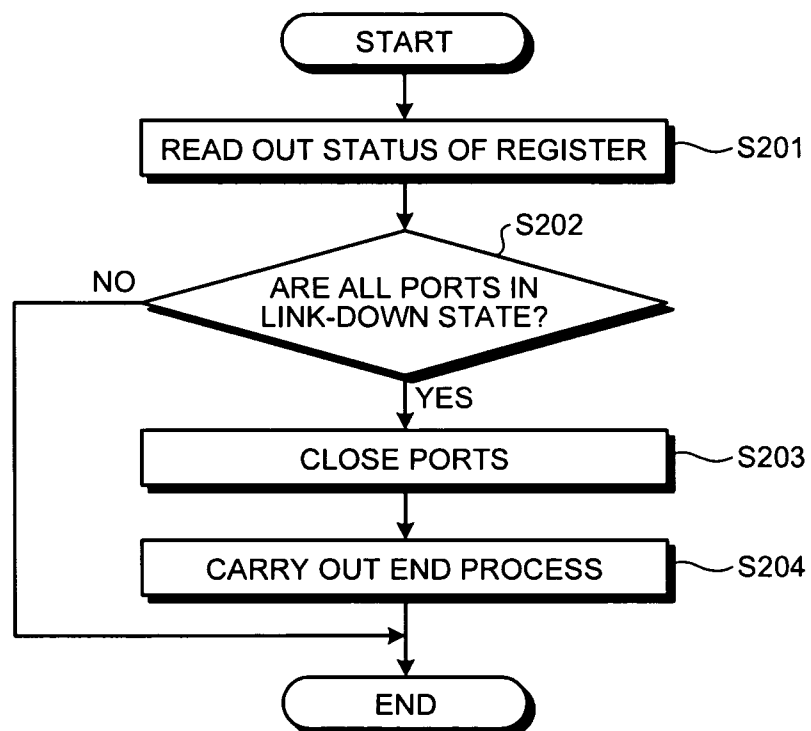 START
READ OUT STATUS OF REGISTER
S201
S202
NO
ARE ALL PORTS IN
LINK-DOWN STATE?
YES
CLOSE PORTS
S203
CARRY OUT END PROCESS
S204
END